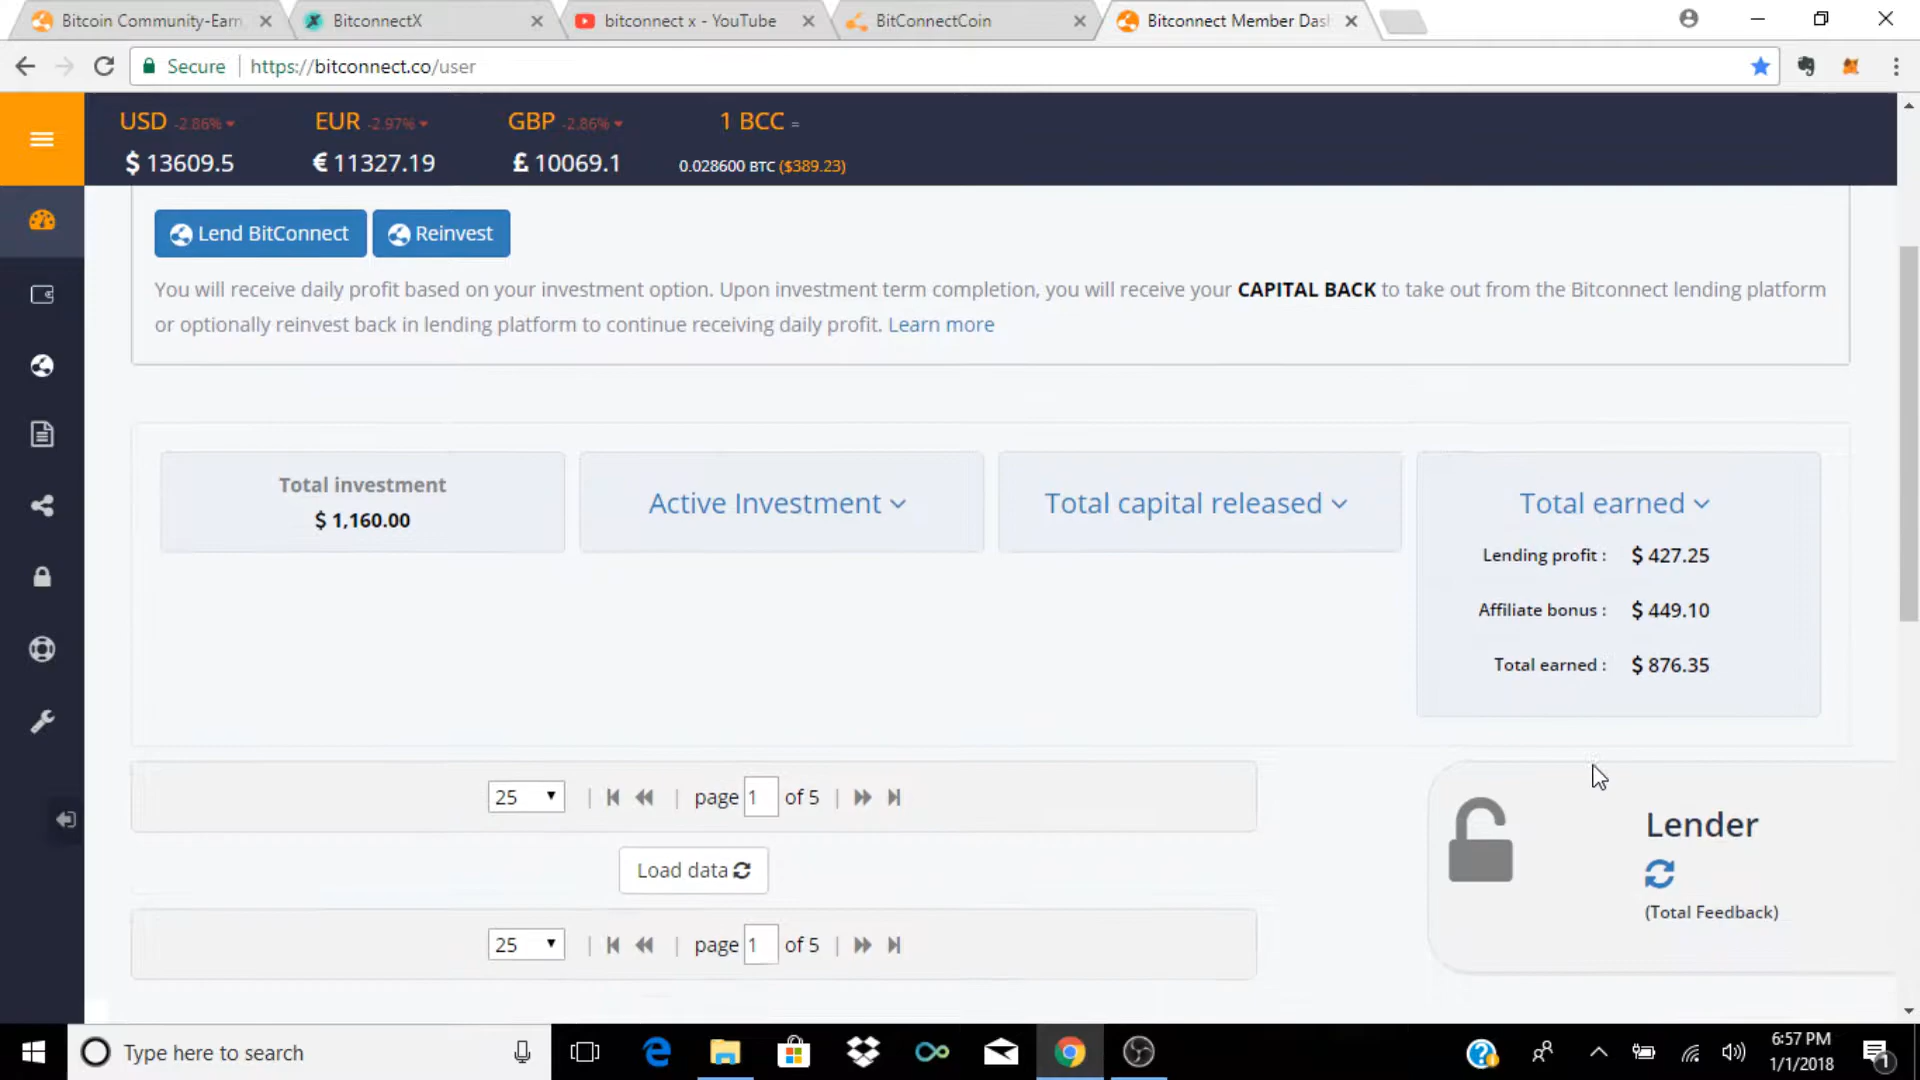 Bitcoin Community-Earn
BitconnectX
bitconnect x - YouTube
BitConnectCoin
Bitconnect Member Das
Secure
https://bitconnect.co/user
USD -2.86%
EUR -2.97%
GBP -2.86%
1 BCC =
$ 13609.5
€ 11327.19
£ 10069.1
0.028600 BTC ($389.23)
Lend BitConnect
Reinvest
You will receive daily profit based on your investment option. Upon investment term completion, you will receive your CAPITAL BACK to take out from the Bitconnect lending platform
or optionally reinvest back in lending platform to continue receiving daily profit. Learn more
Total investment
$ 1,160.00
Active Investment
Total capital released
Total earned
Lending profit : $ 427.25
Affiliate bonus : $ 449.10
Total earned : $ 876.35
25 | | page 1 of 5 |
Load data
25 | | page 1 of 5 |
Lender
(Total Feedback)
Type here to search
6:57 PM
1/1/2018
1